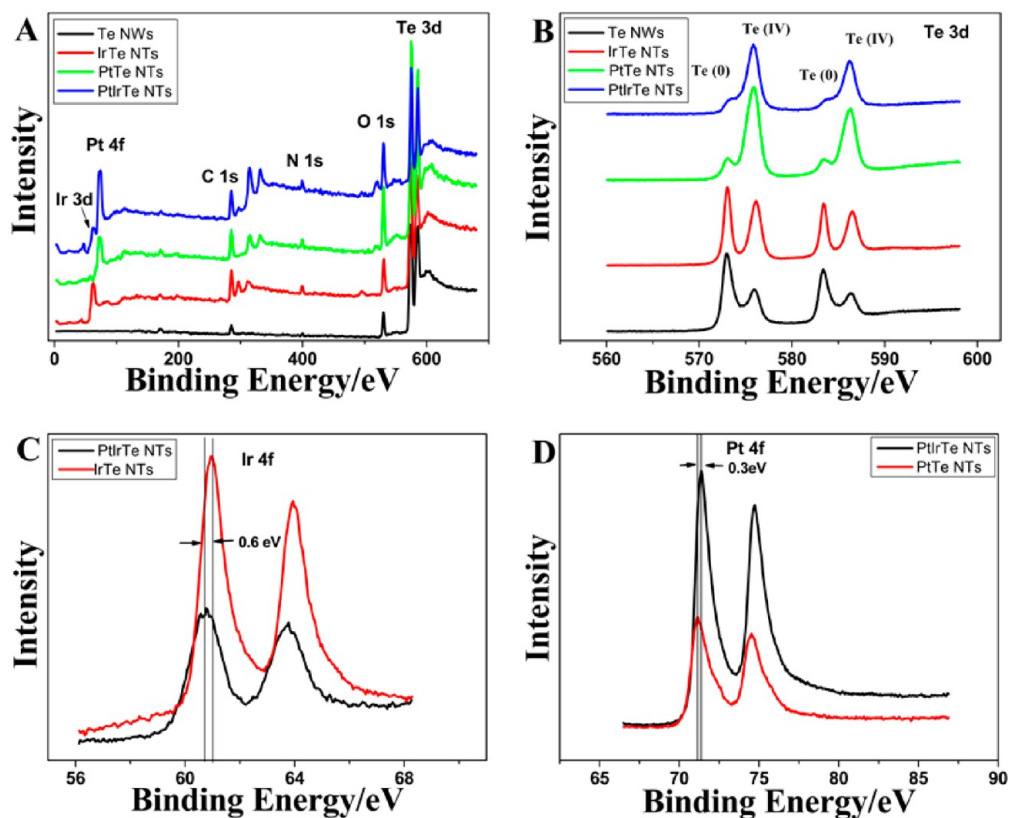 A
Te NWs
IrTe NTs
PtTe NTs
PtIrTe NTs
Te 3d
O 1s
Pt 4f
N 1s
C 1s
Ir 3d
Intensity
0 200 400 600
Binding Energy/eV
B
Te NWs
IrTe NTs
PtTe NTs
PtIrTe NTs
Te (IV)
Te (IV)
Te 3d
Te (0)
Te (0)
Intensity
560 570 580 590 600
Binding Energy/eV
C
PtIrTe NTs
IrTe NTs
Ir 4f
0.6 eV
Intensity
56 60 64 68
Binding Energy/eV
D
Pt 4f
0.3eV
PtIrTe NTs
PtTe NTs
Intensity
65 70 75 80 85 90
Binding Energy/eV